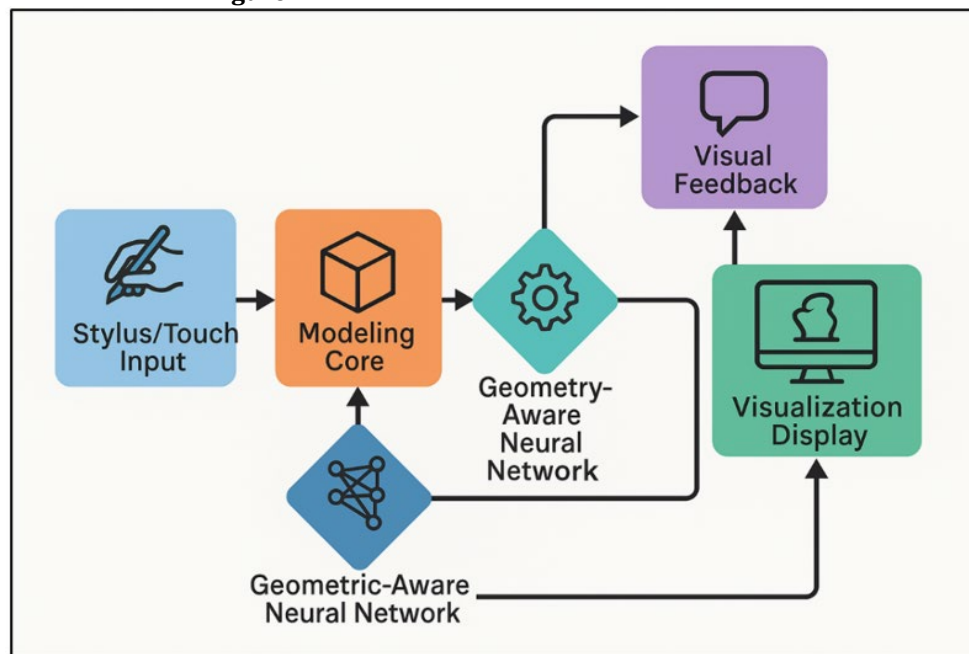 Visual
Feedback
Stylus/Touch
Input
Modeling
Core
Geometry-
Aware
Neural
Network
Visualization
Display
Geometric-Aware
Neural Network